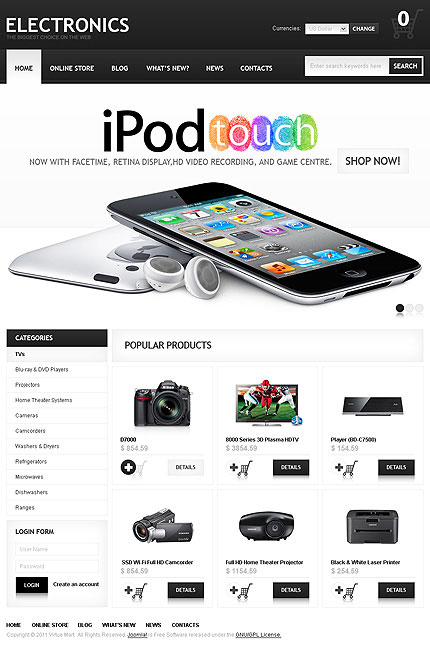 ELECTRONICS
THE BIGGEST CHOICE ON THE WEB
Currencies: US Dollar CHANGE
0
HOME ONLINE STORE BLOG WHAT'S NEW? NEWS CONTACTS
Enter search keywords here SEARCH
iPod touch
NOW WITH FACETIME, RETINA DISPLAY,HD VIDEO RECORDING, AND GAME CENTRE.
SHOP NOW!
CATEGORIES
TVs
Blu-ray & DVD Players
Projectors
Home Theater Systems
Cameras
Camcorders
Washers & Dryers
Refrigerators
Microwaves
Dishwashers
Ranges
LOGIN FORM
User Name
Password
LOGIN Create an account
POPULAR PRODUCTS
D7000
$ 854.59
DETAILS
8000 Series 3D Plasma HDTV
$ 3854.59
DETAILS
Player (BD-C7500)
$ 154.59
DETAILS
SSD Wi Fi Full HD Camcorder
$ 854.59
DETAILS
Full HD Home Theater Projector
$ 1154.59
DETAILS
Black & White Laser Printer
$ 254.59
DETAILS
HOME ONLINE STORE BLOG WHAT'S NEW NEWS CONTACTS
Copyright © 2011 Virtue Mart. All Rights Reserved. Joomla! is Free Software released under the GNU/GPL License.